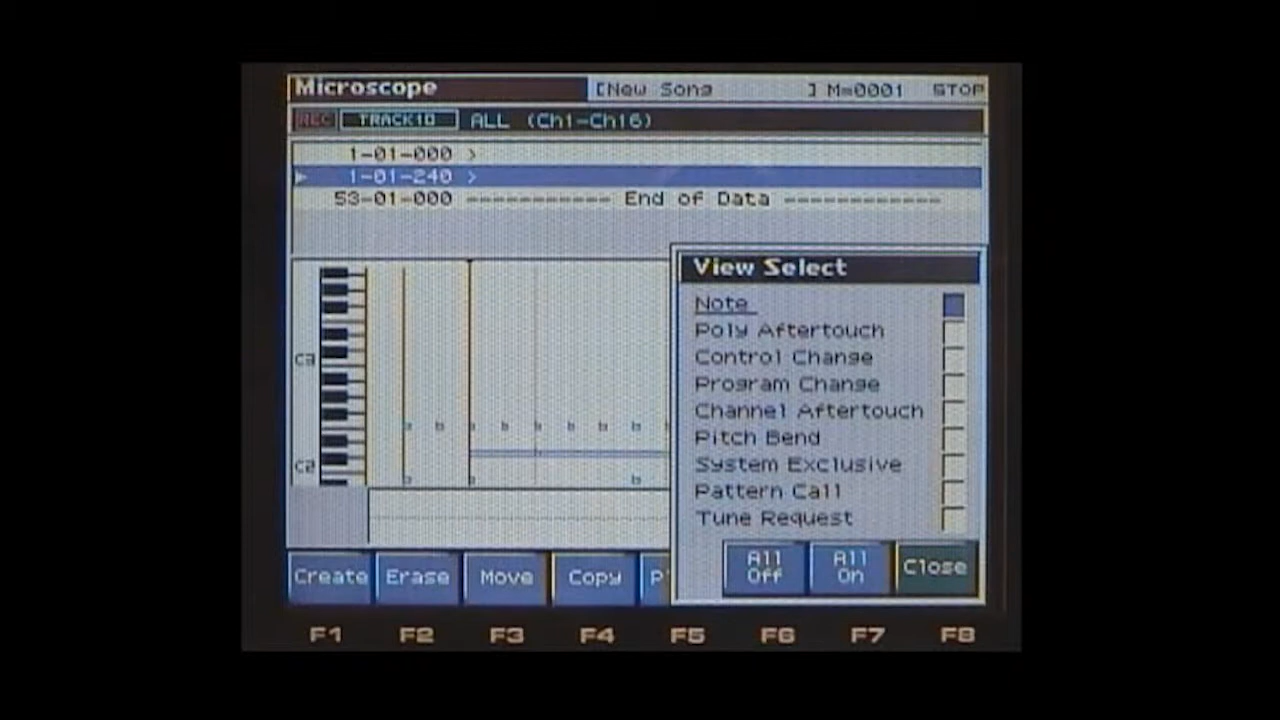 Microscope [New Song ] M=0001 STOP
REC TRACK10 ALL (Ch1-Ch16)
1-01-000 >
1-01-240 >
53-01-000 ----------- End of Data ------------
View Select
Note
Poly Aftertouch
Control Change
Program Change
Channel Aftertouch
Pitch Bend
System Exclusive
Pattern Call
Tune Request
All Off
All On
Close
C3
C2
Create Erase Move Copy P
F1 F2 F3 F4 F5 F6 F7 F8